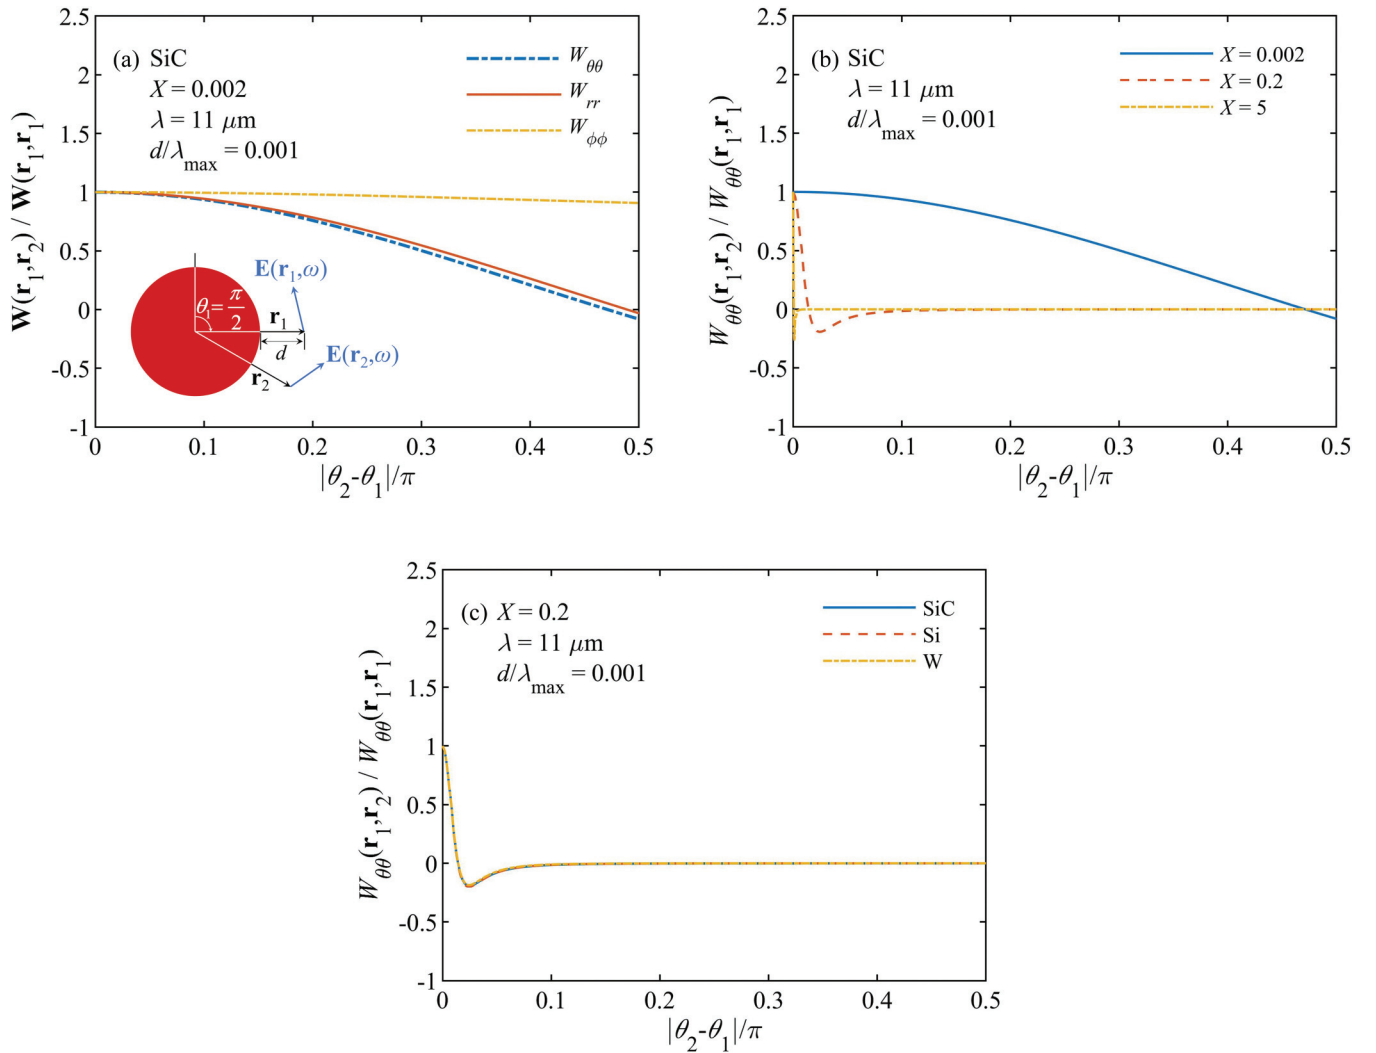 (a) SiC
X = 0.002
λ = 11 μm
d/λmax = 0.001
Wθθ
Wrr
Wϕϕ
W(r1,r2) / W(r1,r1)
2.5
2
1.5
1
0.5
0
-0.5
-1
θ1 = π/2
r1
d
r2
E(r1,ω)
E(r2,ω)
0 0.1 0.2 0.3 0.4 0.5
|θ2-θ1|/π
(b) SiC
λ = 11 μm
d/λmax = 0.001
X = 0.002
X = 0.2
X = 5
Wθθ(r1,r2) / Wθθ(r1,r1)
2.5
2
1.5
1
0.5
0
-0.5
-1
0 0.1 0.2 0.3 0.4 0.5
|θ2-θ1|/π
(c) X = 0.2
λ = 11 μm
d/λmax = 0.001
SiC
Si
W
Wθθ(r1,r2) / Wθθ(r1,r1)
2.5
2
1.5
1
0.5
0
-0.5
-1
0 0.1 0.2 0.3 0.4 0.5
|θ2-θ1|/π